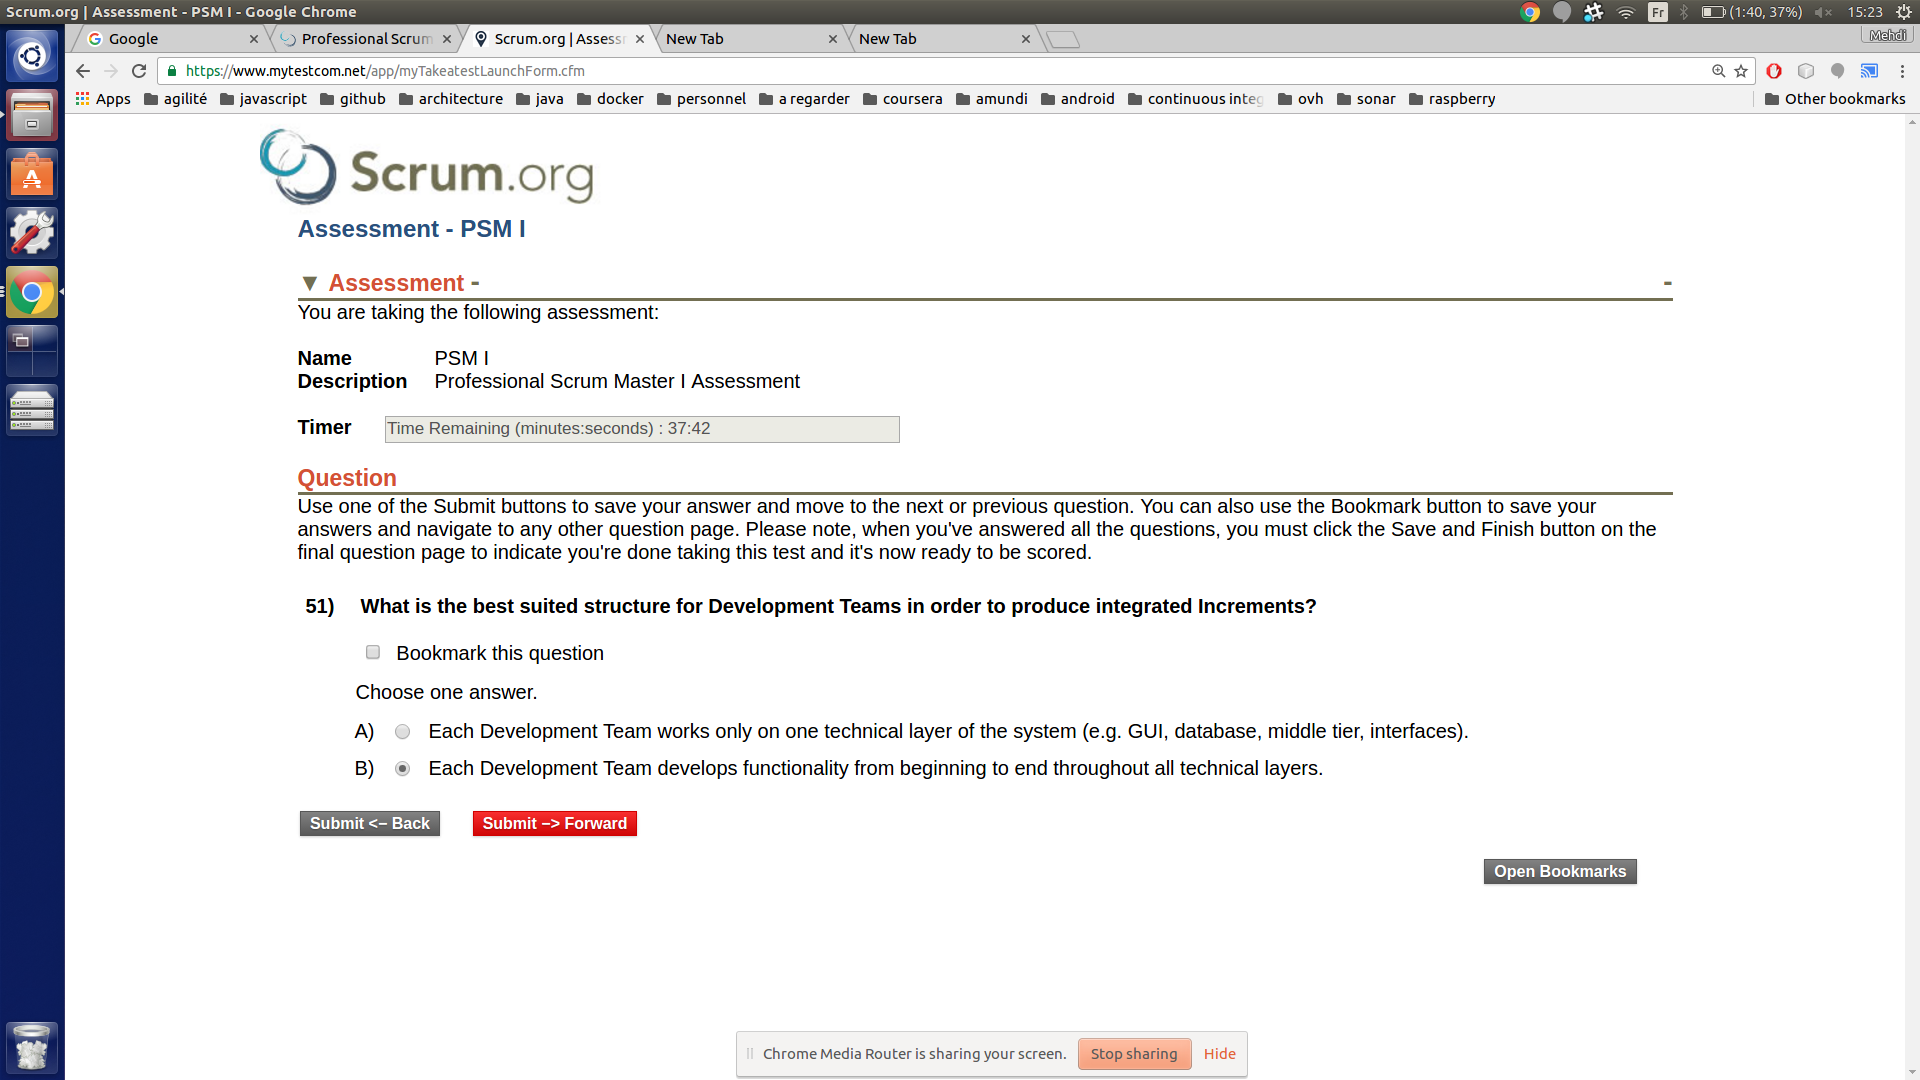 Scrum.org | Assessment - PSM I - Google Chrome
Fr (1:40, 37%) 15:23
Google Professional Scrum Scrum.org | Assess New Tab New Tab Mehdi
https://www.mytestcom.net/app/myTakeatestLaunchForm.cfm
Apps agilité javascript github architecture java docker personnel a regarder coursera amundi android continuous integ ovh sonar raspberry Other bookmarks
Scrum.org
Assessment - PSM I
▼ Assessment - -
You are taking the following assessment:
Name PSM I
Description Professional Scrum Master I Assessment
Timer Time Remaining (minutes:seconds) : 37:42
Question
Use one of the Submit buttons to save your answer and move to the next or previous question. You can also use the Bookmark button to save your
answers and navigate to any other question page. Please note, when you've answered all the questions, you must click the Save and Finish button on the
final question page to indicate you're done taking this test and it's now ready to be scored.
51) What is the best suited structure for Development Teams in order to produce integrated Increments?
Bookmark this question
Choose one answer.
A) Each Development Team works only on one technical layer of the system (e.g. GUI, database, middle tier, interfaces).
B) Each Development Team develops functionality from beginning to end throughout all technical layers.
Submit <– Back Submit –> Forward
Open Bookmarks
Chrome Media Router is sharing your screen. Stop sharing Hide